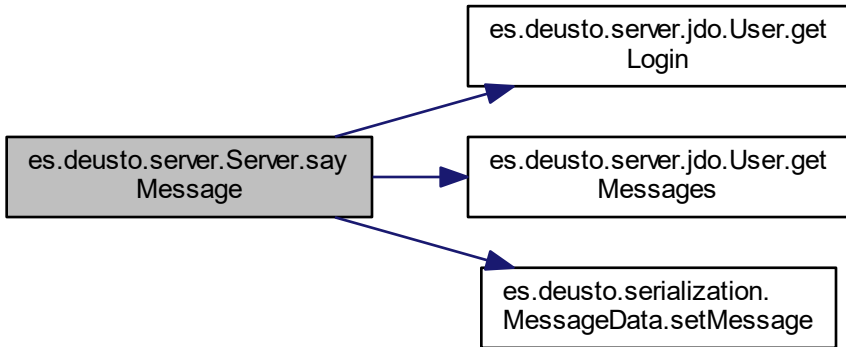 es.deusto.server.jdo.User.get
Login
es.deusto.server.Server.say
Message
es.deusto.server.jdo.User.get
Messages
es.deusto.serialization.
MessageData.setMessage